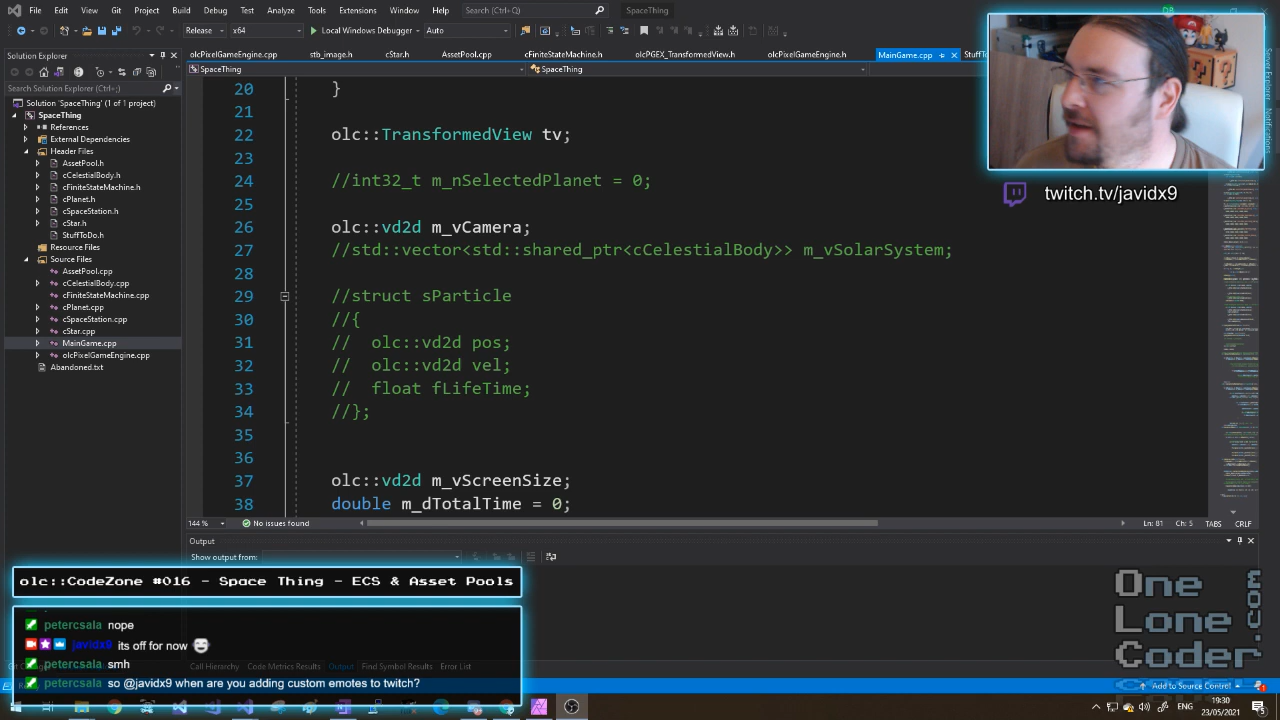 File Edit View Git Project Build Debug Test Analyze Tools Extensions Window Help Search (Ctrl+Q) SpaceThing
Release x64 Local Windows Debugger Auto
Solution Explorer
olcPixelGameEngine.cpp stb_image.h cStar.h AssetPool.cpp cFiniteStateMachine.cpp olcPGEX_TransformedView.h olcPixelGameEngine.h MainGame.cpp
SpaceThing SpaceThing
Search Solution Explorer (Ctrl+;)
Solution 'SpaceThing' (1 of 1 project)
SpaceThing
References
External Dependencies
Header Files
AssetPool.h
cCelestialBody.h
cFiniteStateMachine.h
cPlanet.h
cSpaceStation.h
cStar.h
StuffToDo.h
Resource Files
Source Files
AssetPool.cpp
cCelestialBody.cpp
cFiniteStateMachine.cpp
cPlanet.cpp
cSpaceStation.cpp
cStar.cpp
MainGame.cpp
olcPixelGameEngine.cpp
Abandoned.txt
20 }
21
22 olc::TransformedView tv;
23
24 //int32_t m_nSelectedPlanet = 0;
25
26 olc::vd2d m_vCamera;
27
28
29 //struct sParticle
30 //{
31 // olc::vd2d pos;
32 // olc::vd2d vel;
33 // float fLifeTime;
34 //};
35
36
37 olc::vd2d m_vScreenSize;
38 double m_dTotalTime = 0;
144 % No issues found Ln: 81 Ch: 5 TABS CRLF
Output
Show output from:
Call Hierarchy Code Metrics Results Output Find Symbol Results Error List
Add to Source Control
Server Explorer
Notifications
twitch.tv/javidx9
olc::CodeZone #016 - Space Thing - ECS & Asset Pools
petercsala nope
javidx9 its off for now
petercsala smh
petercsala so @javidx9 when are you adding custom emotes to twitch?
One
Lone
Coder
.com
ENG 19:30
23/05/2021